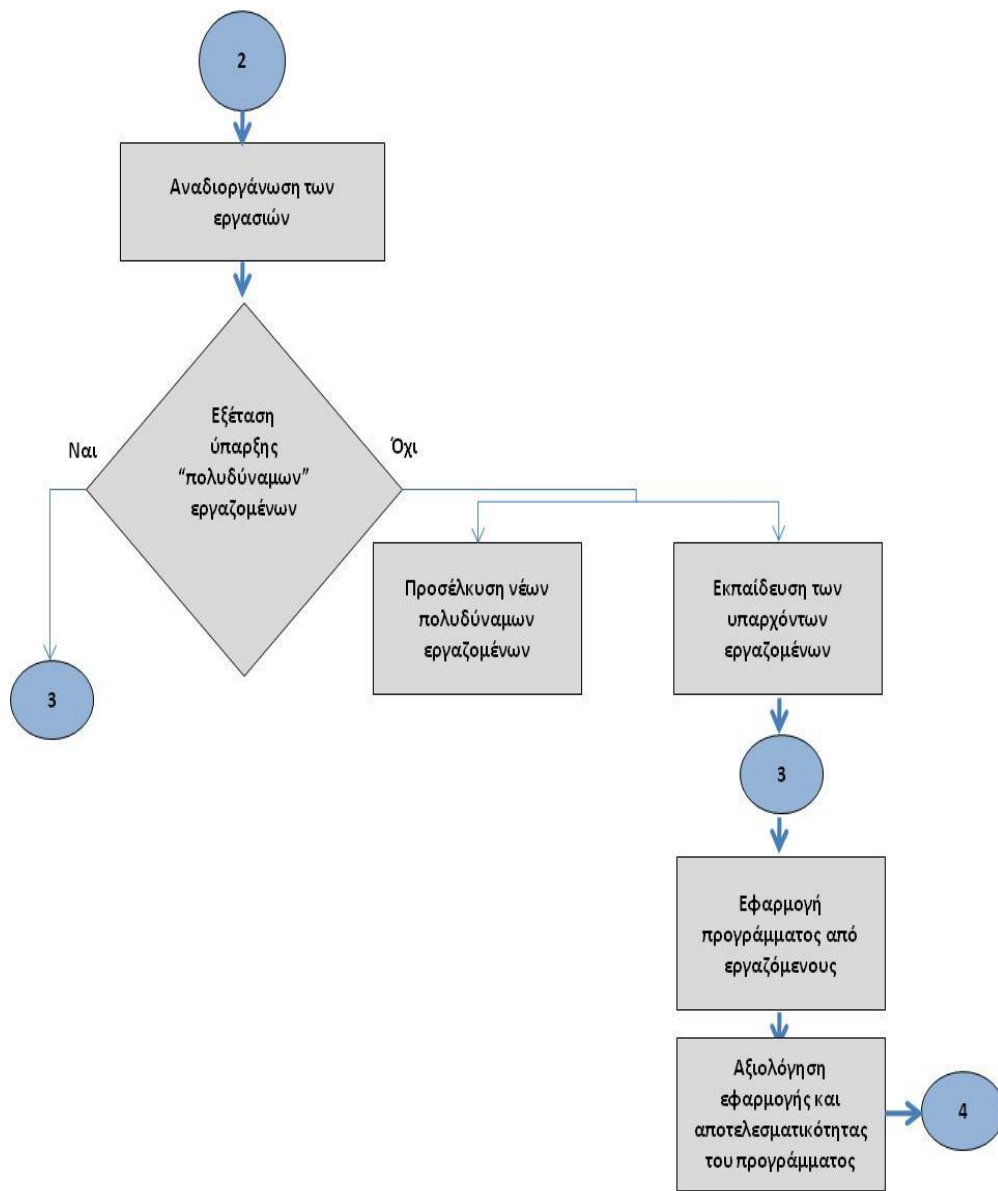 2
Αναδιοργάνωση των
εργασιών
Εξέταση
ύπαρξης
“πολυδύναμων”
εργαζομένων
Ναι
Όχι
Προσέλκυση νέων
πολυδύναμων
εργαζομένων
Εκπαίδευση των
υπαρχόντων
εργαζομένων
3
3
Εφαρμογή
προγράμματος από
εργαζόμενους
Αξιολόγηση
εφαρμογής και
αποτελεσματικότητας
του προγράμματος
4